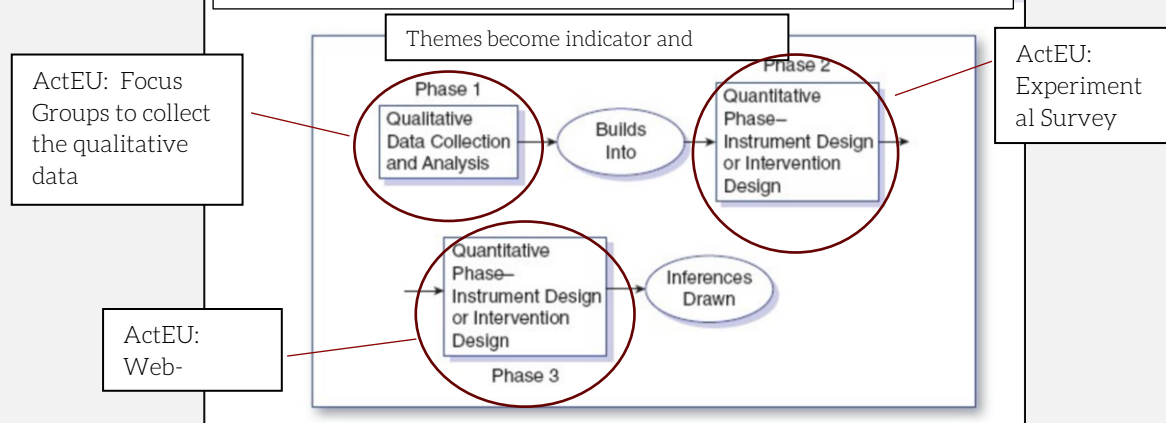 Themes become indicator and
ActEU: Focus
Groups to collect
the qualitative
data
Phase 1
Qualitative
Data Collection
and Analysis
Builds
Into
Phase 2
Quantitative
Phase–
Instrument Design
or Intervention
Design
ActEU:
Experiment
al Survey
Quantitative
Phase–
Instrument Design
or Intervention
Design
Phase 3
Inferences
Drawn
ActEU:
Web-